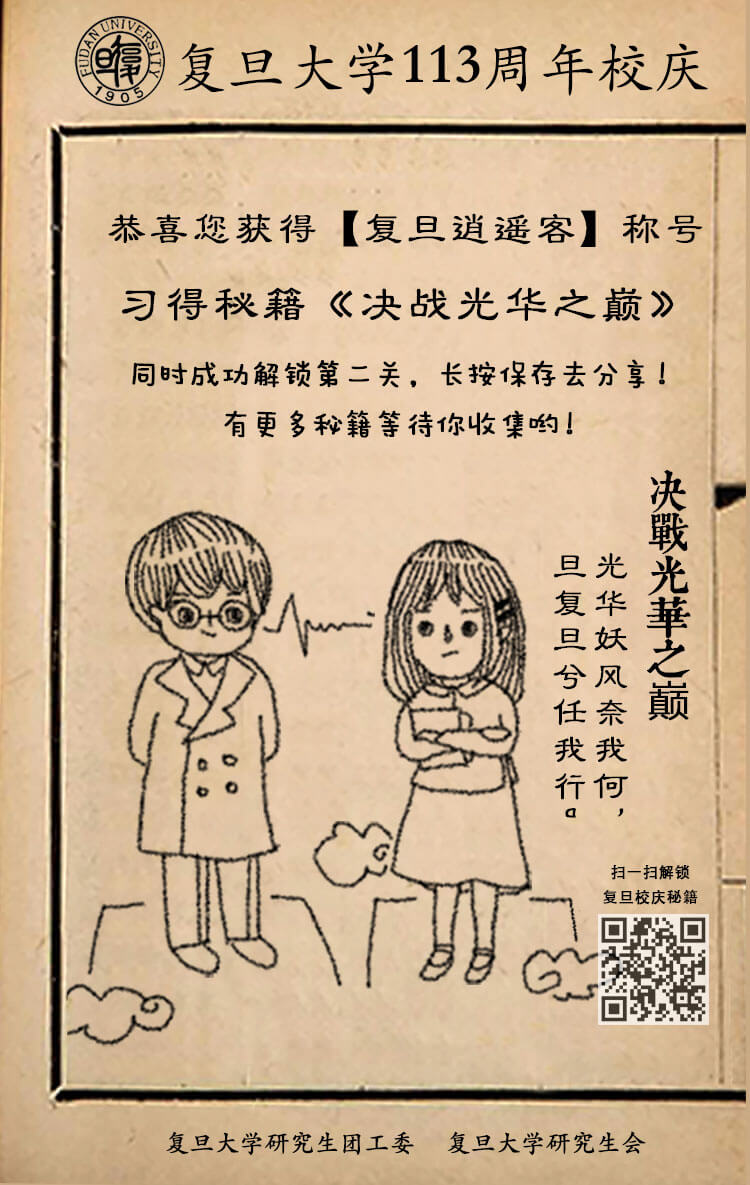 FUDAN UNIVERSITY
1905
复旦大学113周年校庆
恭喜您获得【复旦逍遥客】称号
习得秘籍《决战光华之巅》
同时成功解锁第二关，长按保存去分享！
有更多秘籍等待你收集哟！
决戰光華之巅
光华妖风奈我何，
旦复旦兮任我行。
扫一扫解锁
复旦校庆秘籍
复旦大学研究生团工委 复旦大学研究生会